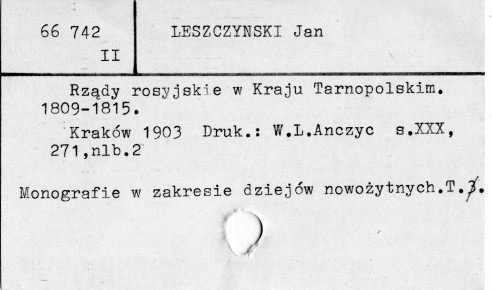 66 742
II
LESZCZYNSKI Jan
Rządy rosyjskie w Kraju Tarnopolskim.
1809-1815.
Kraków 1903 Druk.: W.L.Anczyc s.XXX,
271,nlb.2
Monografie w zakresie dziejów nowożytnych.T.3.